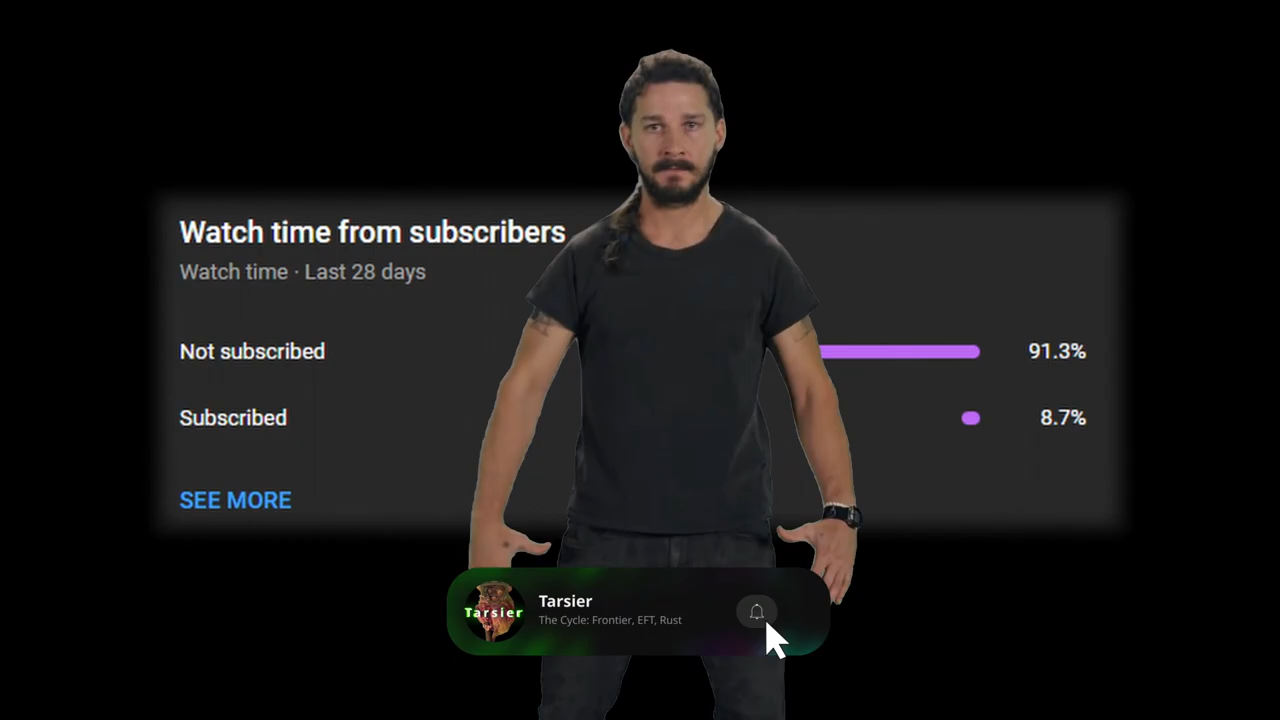 Watch time from subscribers
Watch time · Last 28 days
Not subscribed
91.3%
Subscribed
8.7%
SEE MORE
Tarsier
Tarsier
The Cycle: Frontier, EFT, Rust